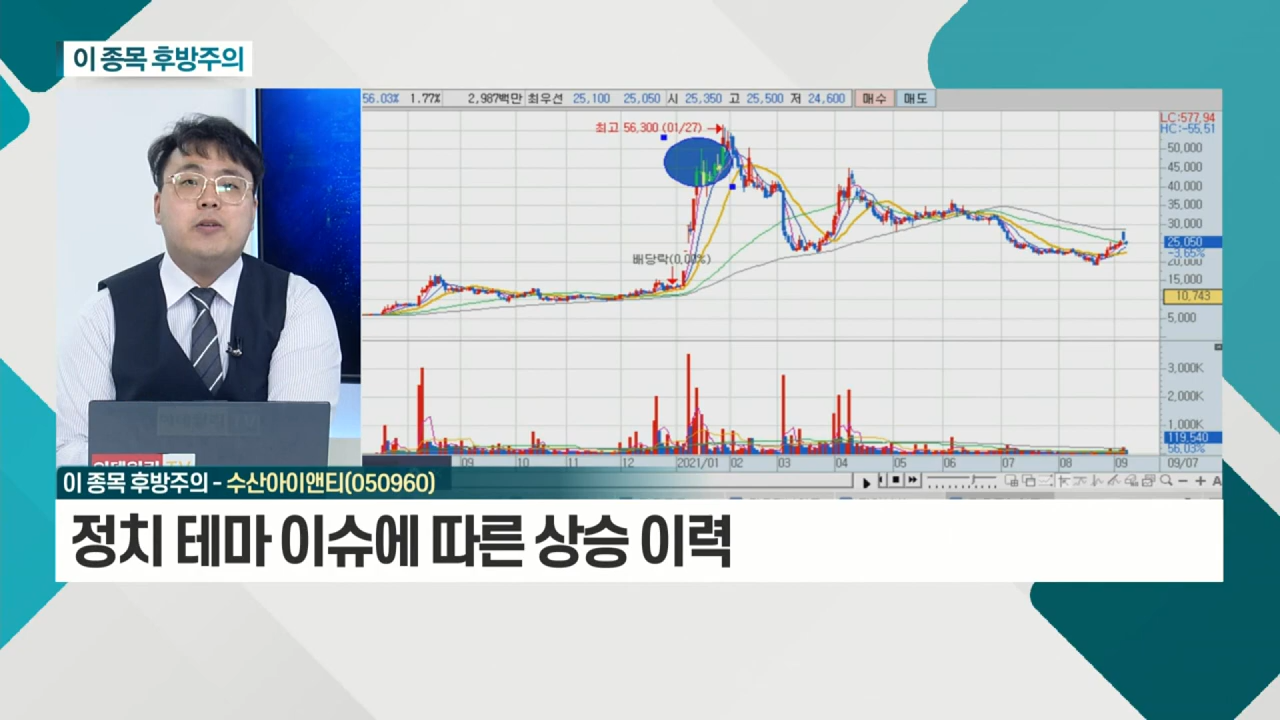 이 종목 후방주의
56.03% 1.77% 2,987백만 최우선 25,100 25,050 시 25,350 고 25,500 저 24,600 매수 매도
LC:577.94
HC:-55.51
최고 56,300 (01/27)
50,000
45,000
40,000
35,000
30,000
25,050
-3.65%
20,000
배당락(0.00%)
15,000
10,743
5,000
3,000K
2,000K
1,000K
119,540
56.03%
09 10 11 12 2021/01 02 03 04 05 06 07 08 09 09/07
이 종목 후방주의 - 수산아이앤티(050960)
정치 테마 이슈에 따른 상승 이력